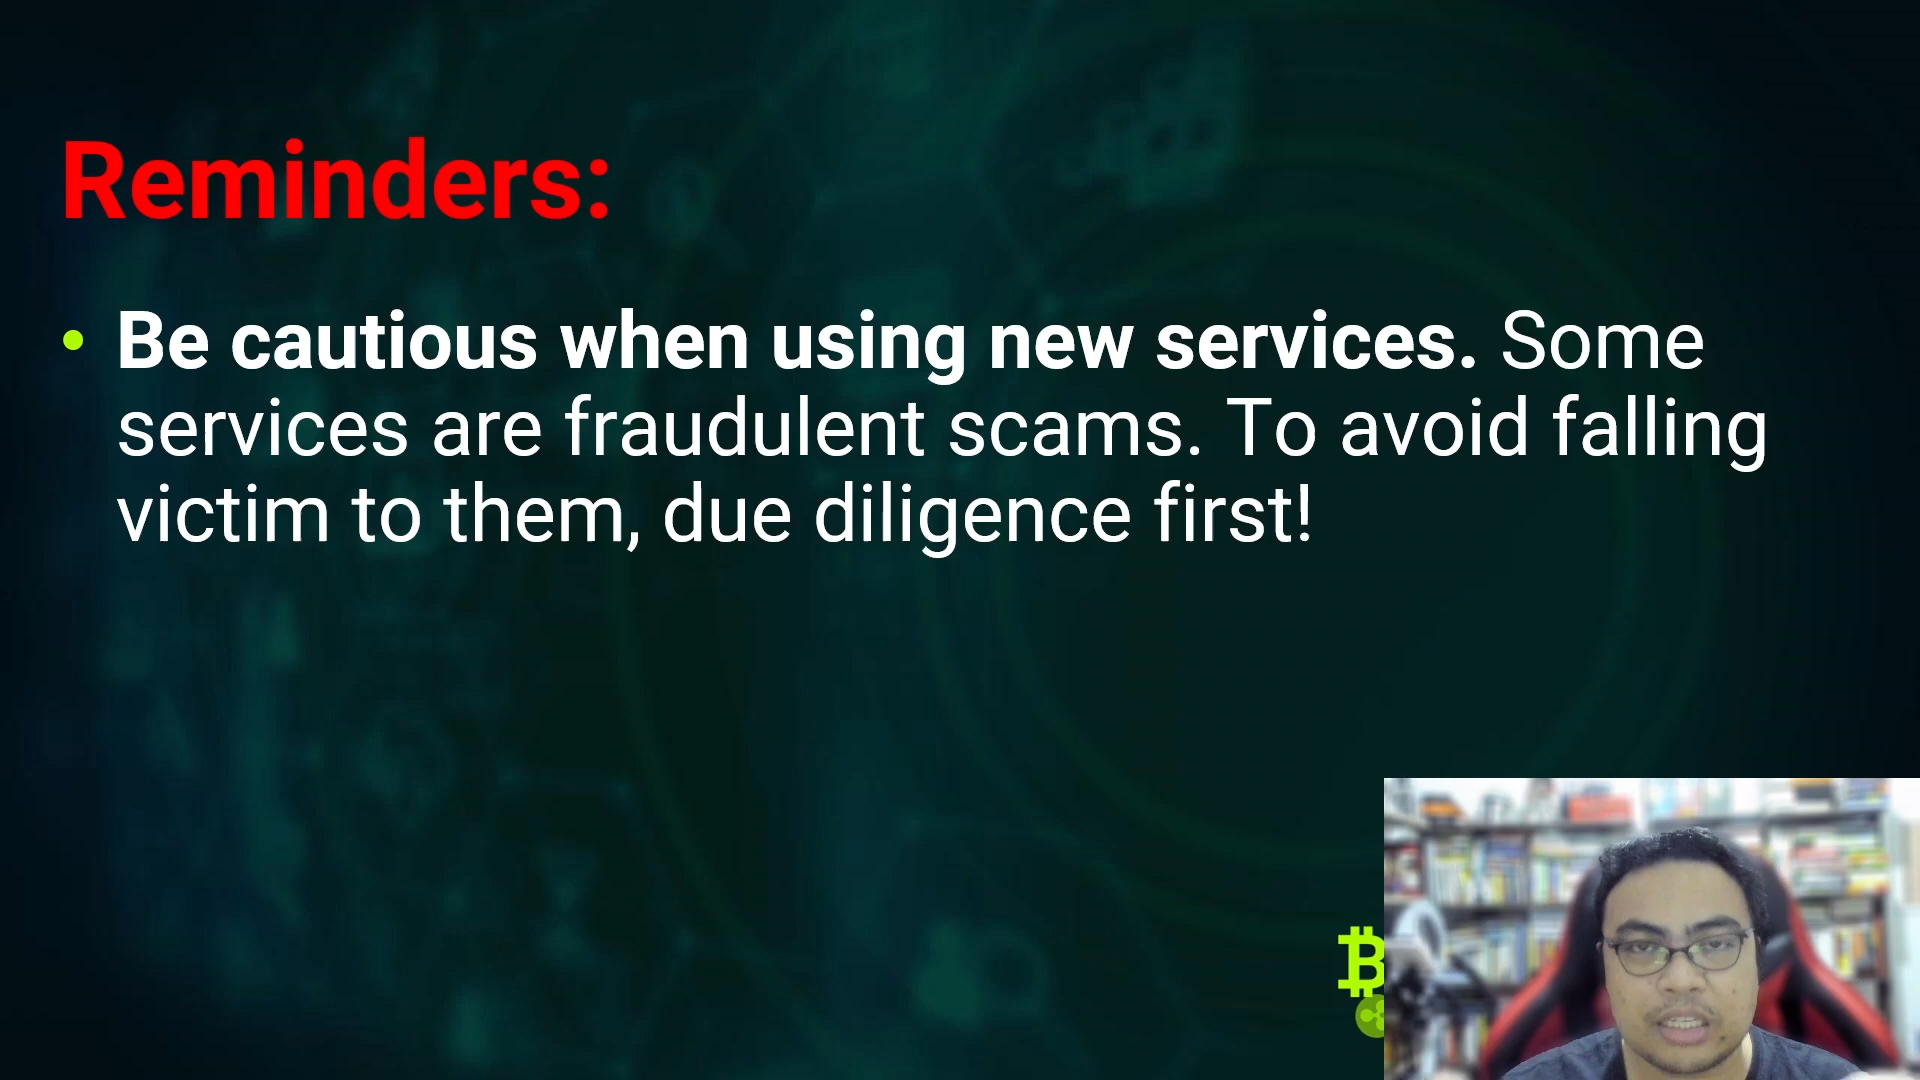 Reminders:
• Be cautious when using new services. Some
services are fraudulent scams. To avoid falling
victim to them, due diligence first!